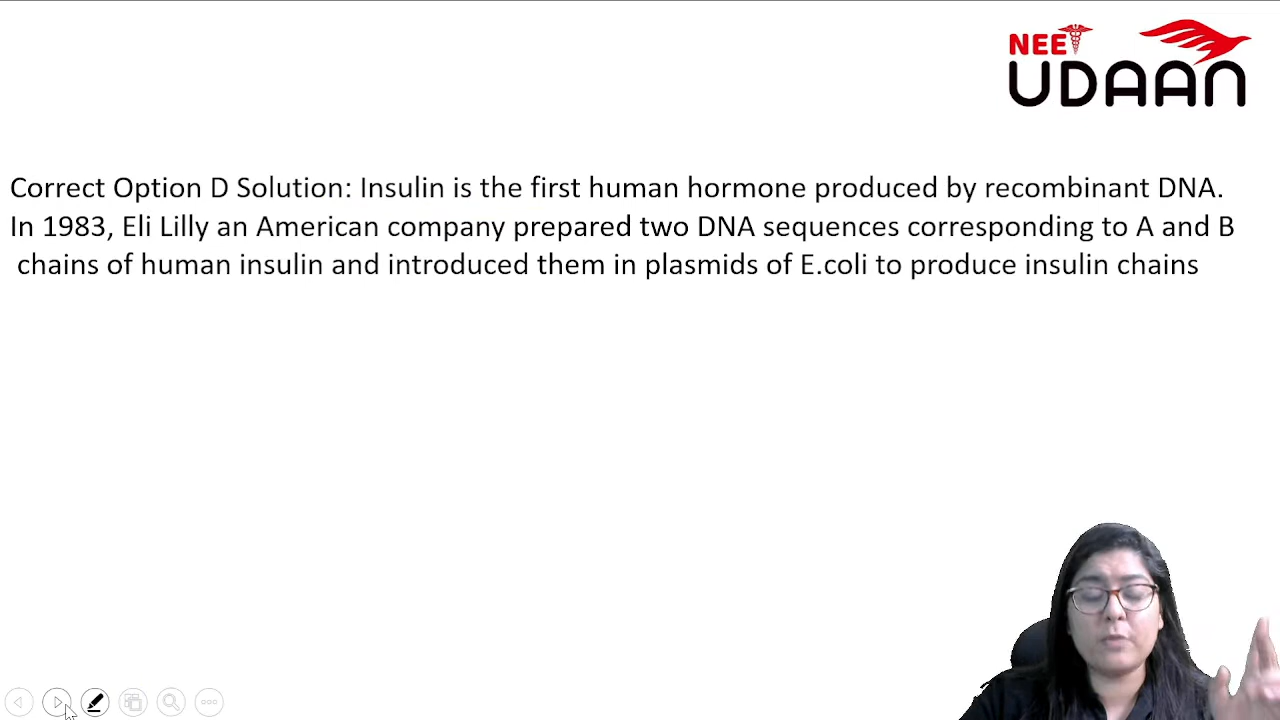 NEET
UDAAN
Correct Option D Solution: Insulin is the first human hormone produced by recombinant DNA.
In 1983, Eli Lilly an American company prepared two DNA sequences corresponding to A and B
chains of human insulin and introduced them in plasmids of E.coli to produce insulin chains